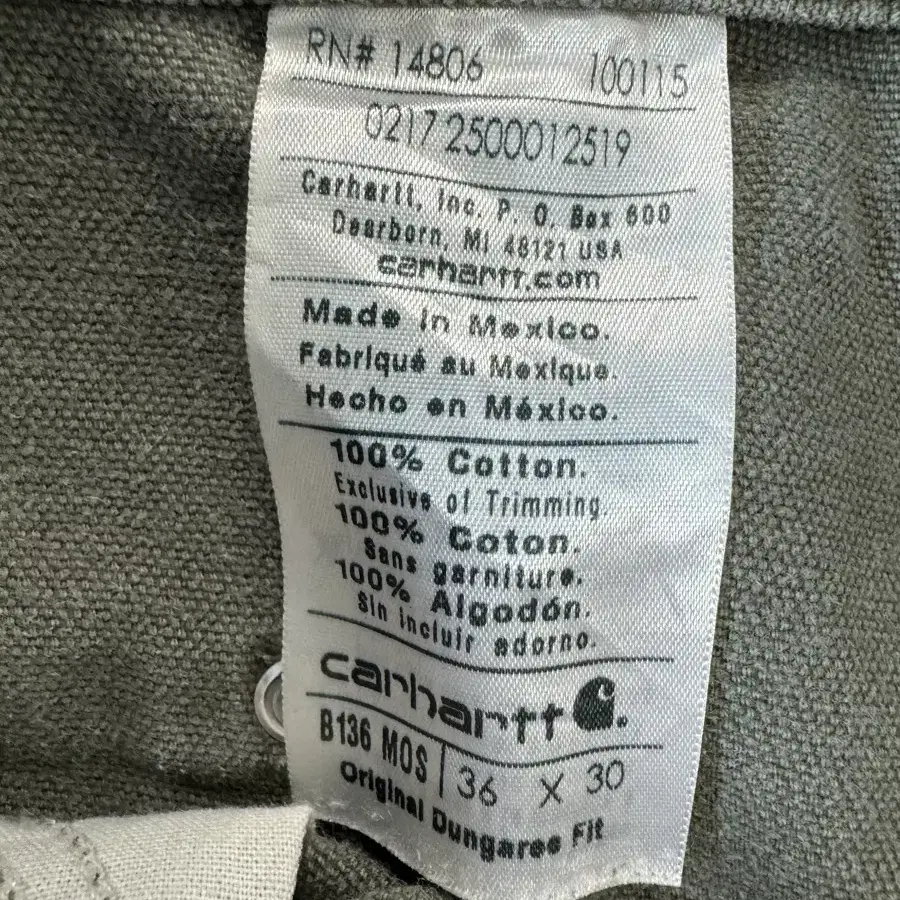 RN# 14806 100115
0217 2500012519
Carhartt, Inc. P. O. Box 600
Dearborn, MI 48121 USA
carhartt.com
Made in Mexico.
Fabriqué au Mexique.
Hecho en México.
100% Cotton.
Exclusive of Trimming.
100% Coton.
Sans garniture.
100% Algodón.
Sin incluir adorno.
carhartt
B136 MOS 36 X 30
Original Dungaree Fit